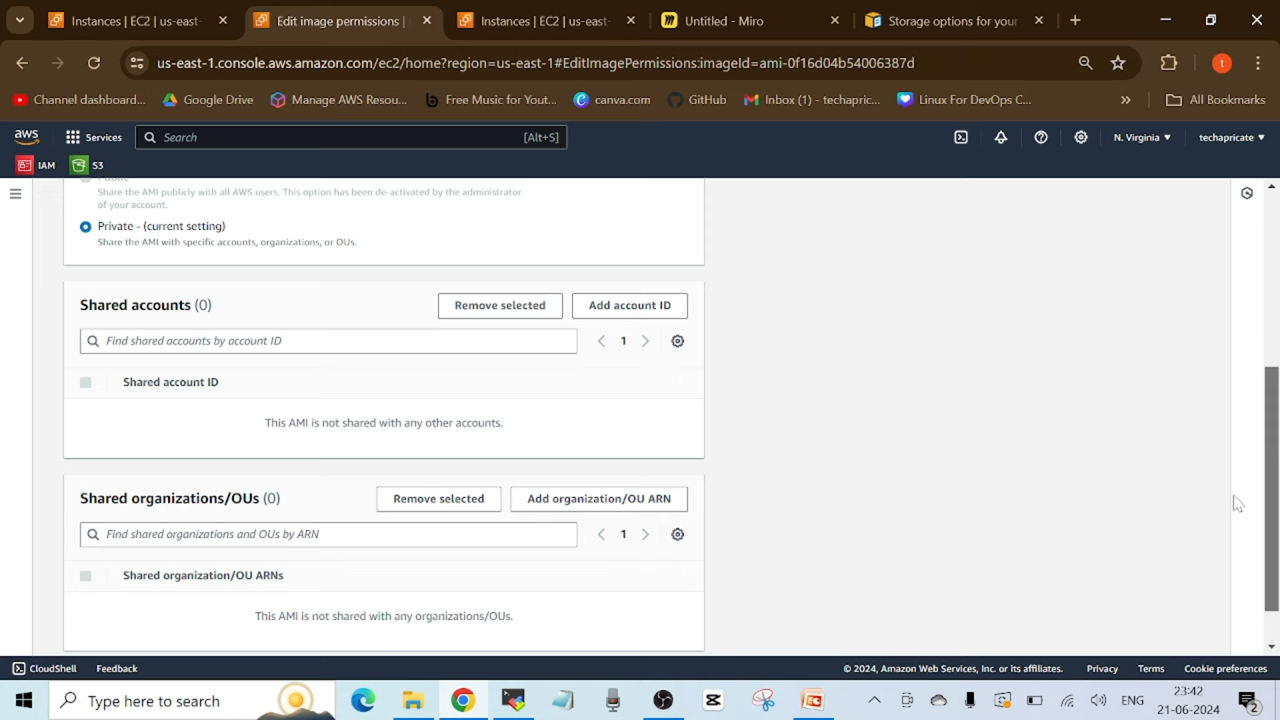 Instances | EC2 | us-east-
Edit image permissions |
Instances | EC2 | us-east-
Untitled - Miro
Storage options for your
us-east-1.console.aws.amazon.com/ec2/home?region=us-east-1#EditImagePermissions:imageId=ami-0f16d04b54006387d
Channel dashboard...
Google Drive
Manage AWS Resou...
Free Music for Yout...
canva.com
GitHub
Inbox (1) - techapric...
Linux For DevOps C...
All Bookmarks
aws
Services
Search
[Alt+S]
N. Virginia
techapricate
IAM
S3
Public
Share the AMI publicly with all AWS users. This option has been de-activated by the administrator
of your account.
Private - (current setting)
Share the AMI with specific accounts, organizations, or OUs.
Shared accounts (0)
Remove selected
Add account ID
Find shared accounts by account ID
1
Shared account ID
This AMI is not shared with any other accounts.
Shared organizations/OUs (0)
Remove selected
Add organization/OU ARN
Find shared organizations and OUs by ARN
1
Shared organization/OU ARNs
This AMI is not shared with any organizations/OUs.
CloudShell
Feedback
© 2024, Amazon Web Services, Inc. or its affiliates.
Privacy
Terms
Cookie preferences
Type here to search
ENG
23:42
21-06-2024
2